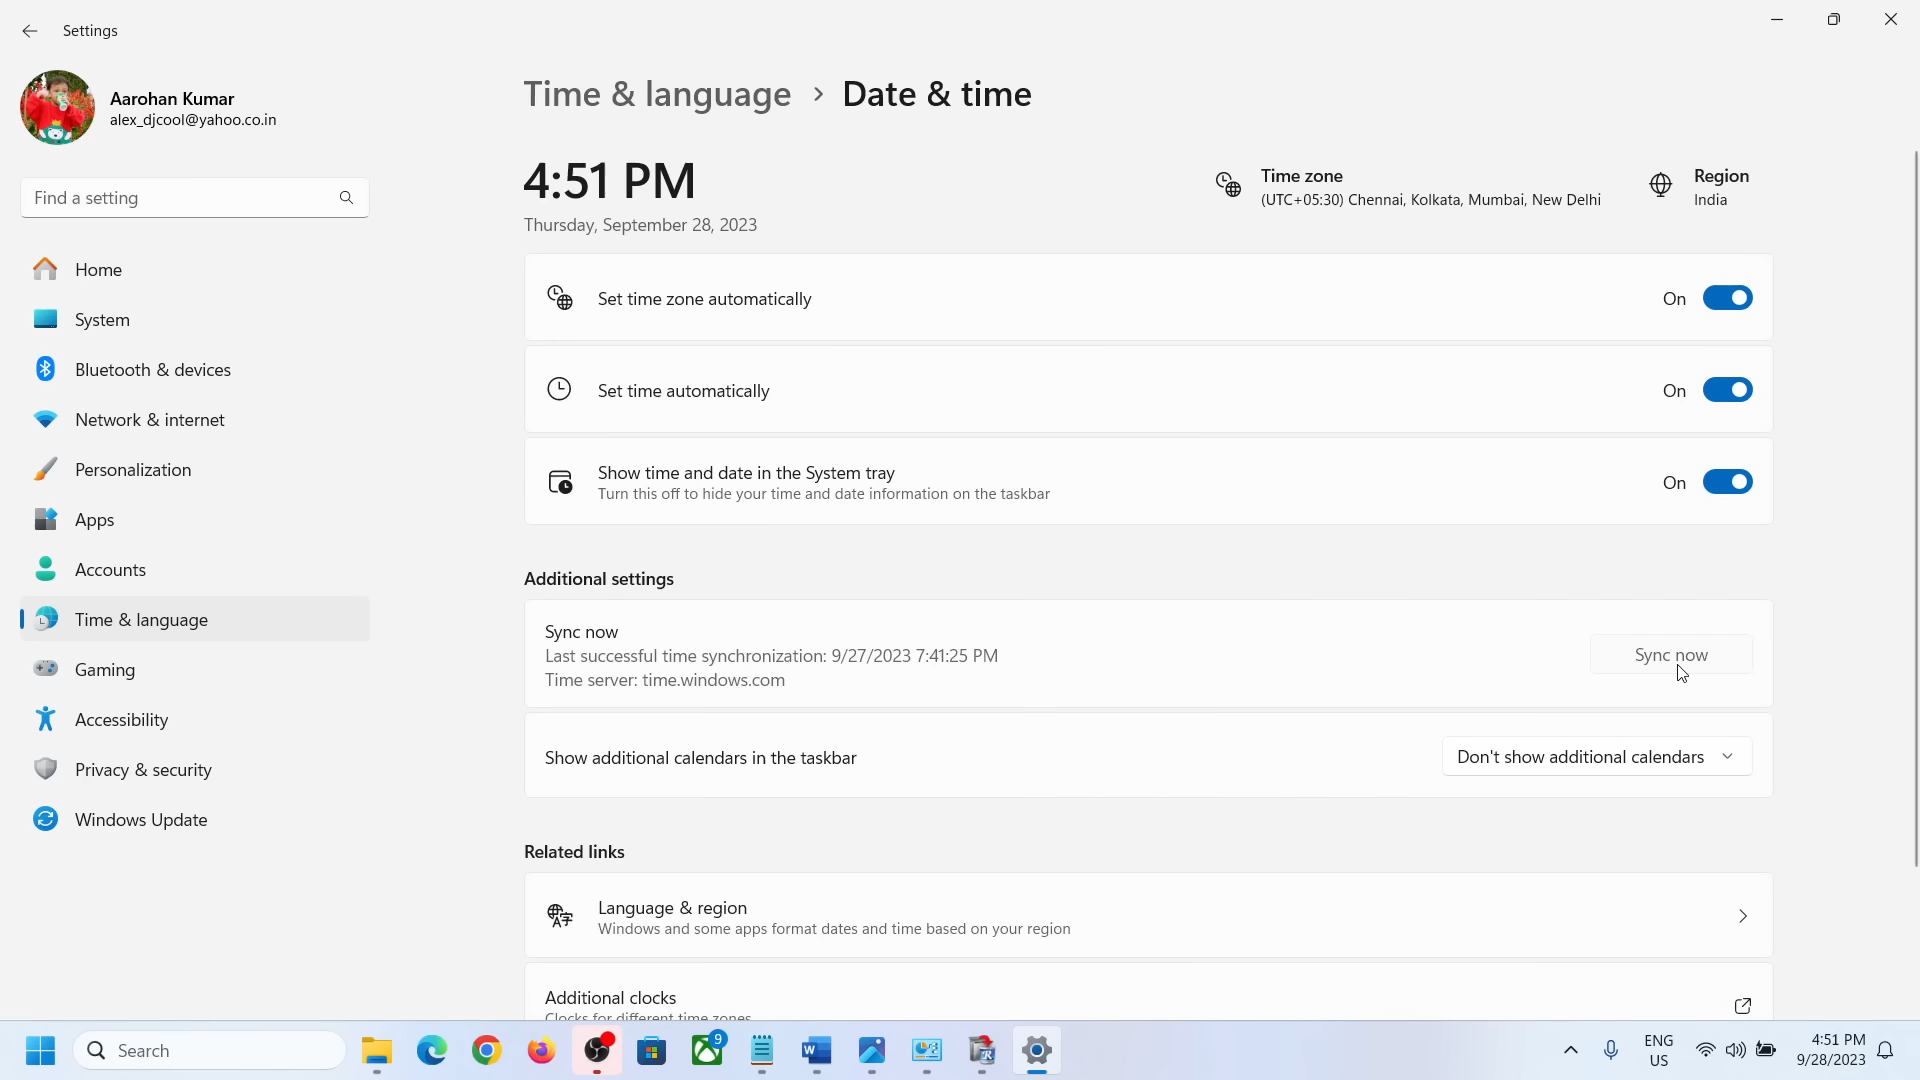 Settings
Aarohan Kumar
alex_djcool@yahoo.co.in
Find a setting
Home
System
Bluetooth & devices
Network & internet
Personalization
Apps
Accounts
Time & language
Gaming
Accessibility
Privacy & security
Windows Update
Time & language > Date & time
4:51 PM
Thursday, September 28, 2023
Time zone
(UTC+05:30) Chennai, Kolkata, Mumbai, New Delhi
Region
India
Set time zone automatically
On
Set time automatically
On
Show time and date in the System tray
Turn this off to hide your time and date information on the taskbar
On
Additional settings
Sync now
Last successful time synchronization: 9/27/2023 7:41:25 PM
Time server: time.windows.com
Sync now
Show additional calendars in the taskbar
Don't show additional calendars
Related links
Language & region
Windows and some apps format dates and time based on your region
Additional clocks
Clocks for different time zones
Search
9
ENG
US
4:51 PM
9/28/2023